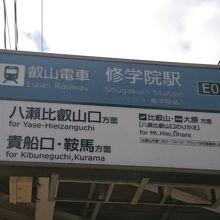 叡山電車 修学院駅
Eizan Railway Shūgakuin Station
E0
八瀬比叡山口方面
for Yase-Hieizanguchi
貴船口・鞍馬方面
for Kibuneguchi, Kurama
比叡山・大原方面
for Mt.Hiei, Ōhara